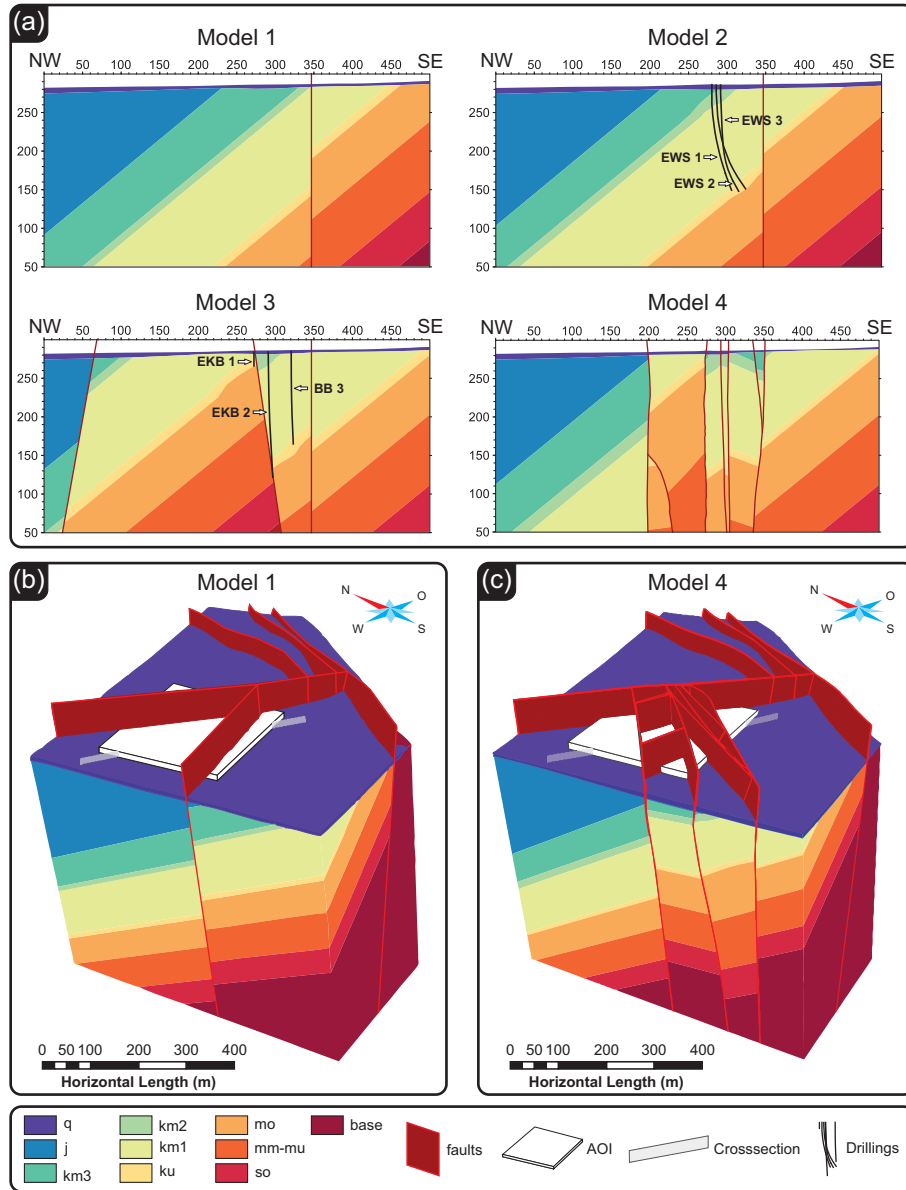 (a)
Model 1
NW 50 100 150 200 250 300 350 400 450 SE
250
200
150
100
50
Model 2
NW 50 100 150 200 250 300 350 400 450 SE
250
200
150
100
50
EWS 3
EWS 1
EWS 2
Model 3
NW 50 100 150 200 250 300 350 400 450 SE
250
200
150
100
50
EKB 1
BB 3
EKB 2
Model 4
NW 50 100 150 200 250 300 350 400 450 SE
250
200
150
100
50
(b)
Model 1
N
O
W
S
0 50 100 200 300 400
Horizontal Length (m)
(c)
Model 4
N
O
W
S
0 50 100 200 300 400
Horizontal Length (m)
q
j
km3
km2
km1
ku
mo
mm-mu
so
base
faults
AOI
Crosssection
Drillings